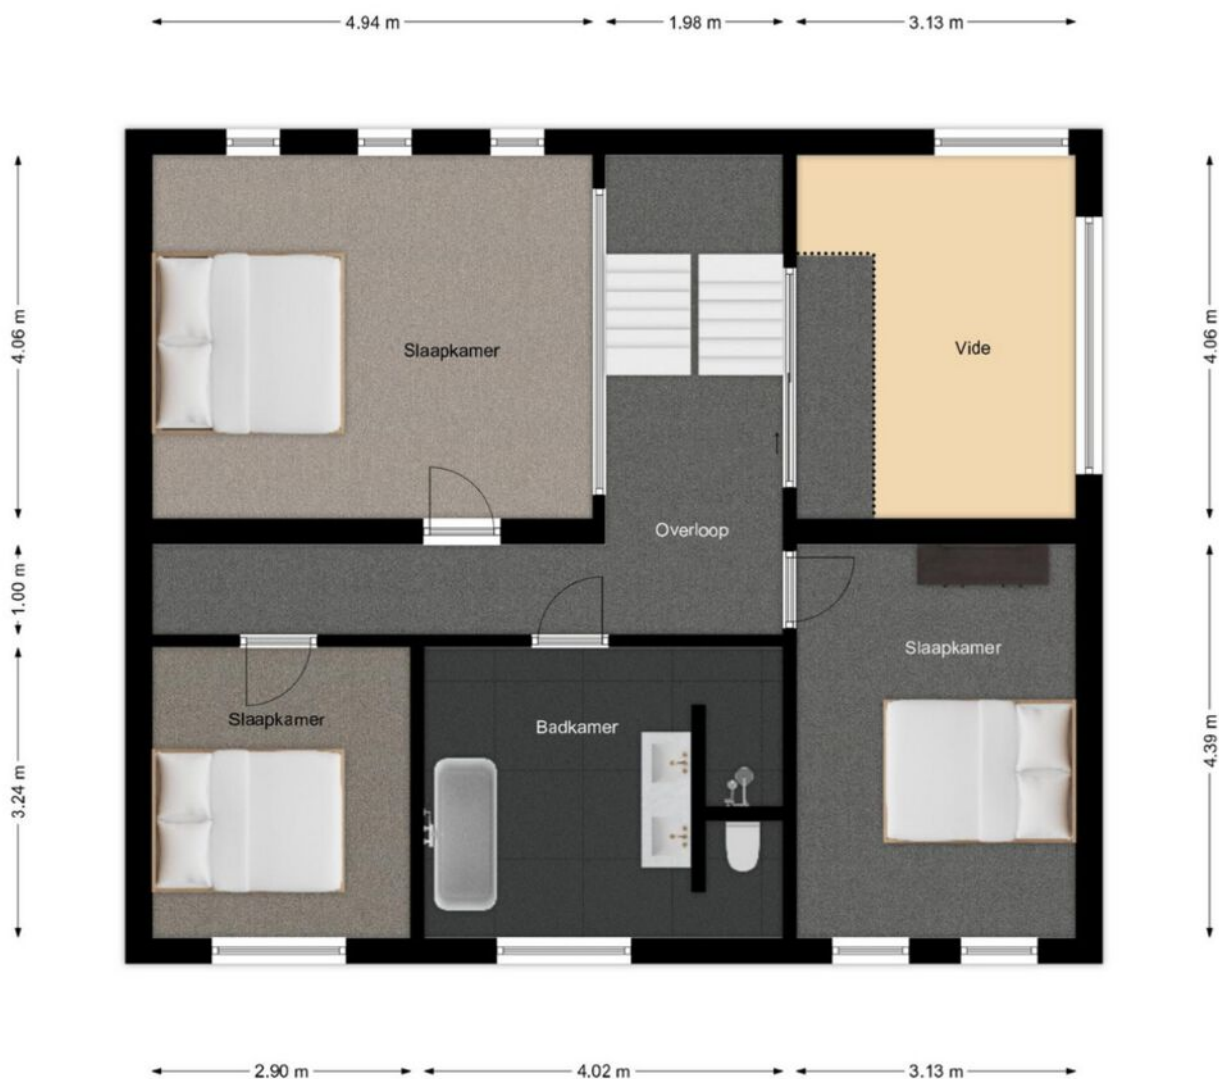 4.94 m
1.98 m
3.13 m
4.06 m
4.06 m
Slaapkamer
Vide
Overloop
1.00 m
Slaapkamer
Slaapkamer
Badkamer
3.24 m
4.39 m
2.90 m
4.02 m
3.13 m